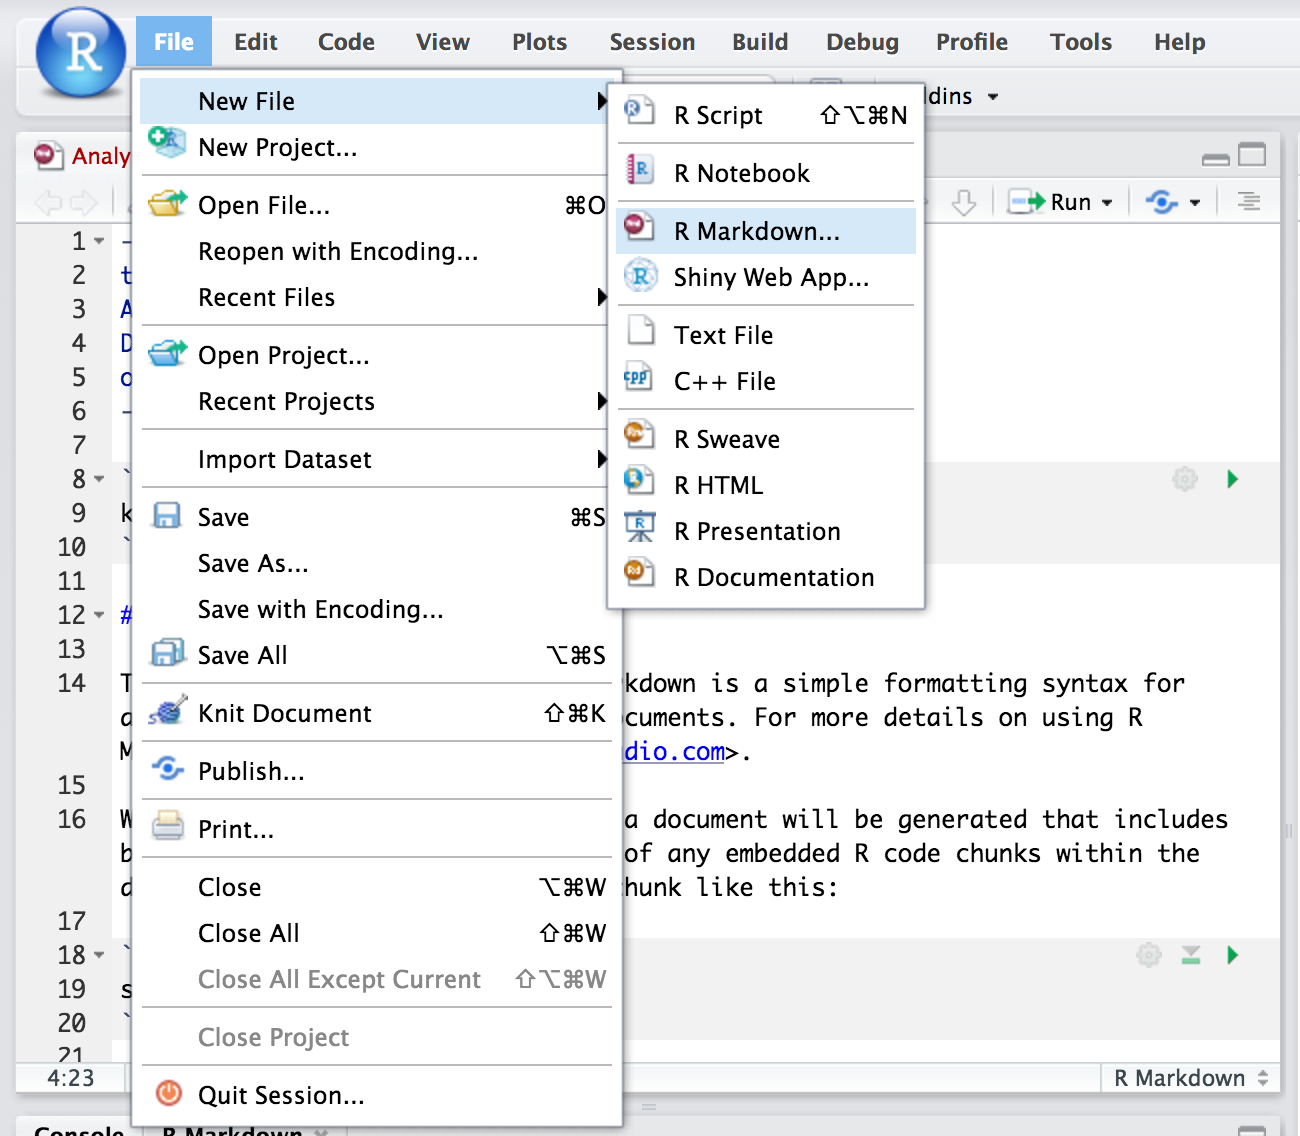 R
File Edit Code View Plots Session Build Debug Profile Tools Help
New File
New Project...
Open File... ⌘O
Reopen with Encoding...
Recent Files
Open Project...
Recent Projects
Import Dataset
Save ⌘S
Save As...
Save with Encoding...
Save All ⌥⌘S
Knit Document ⇧⌘K
Publish...
Print...
Close ⌥⌘W
Close All ⇧⌘W
Close All Except Current ⇧⌥⌘W
Close Project
Quit Session...
R Script ⇧⌥⌘N
R Notebook
R Markdown...
Shiny Web App...
Text File
C++ File
R Sweave
R HTML
R Presentation
R Documentation
ldins
Analy
Run
1 -
2 t
3 A
4 D
5 o
6 -
7
8 `
9 k
10 `
11
12 #
13
14 T kdown is a simple formatting syntax for
a cuments. For more details on using R
M dio.com>.
15
16 W a document will be generated that includes
b of any embedded R code chunks within the
d hunk like this:
17
18 `
19 s
20 `
21
4:23 R Markdown
Console R Markdown